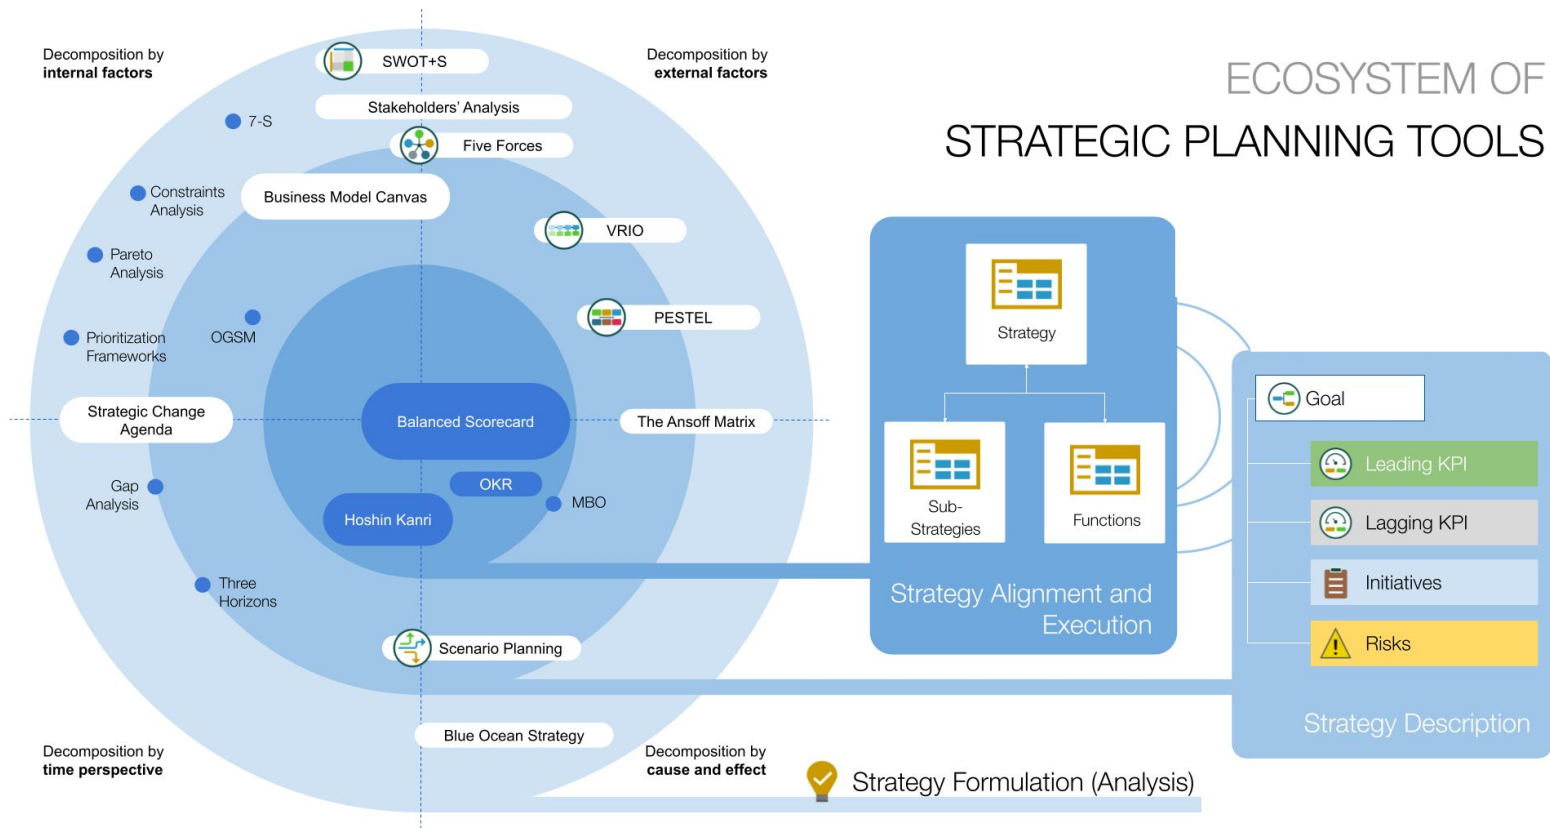 ECOSYSTEM OF
STRATEGIC PLANNING TOOLS
Decomposition by
internal factors
Decomposition by
external factors
SWOT+S
Stakeholders' Analysis
Five Forces
7-S
Business Model Canvas
Constraints
Analysis
VRIO
Pareto
Analysis
PESTEL
OGSM
Prioritization
Frameworks
Strategic Change
Agenda
Balanced Scorecard
The Ansoff Matrix
OKR
Gap
Analysis
MBO
Hoshin Kanri
Three
Horizons
Scenario Planning
Blue Ocean Strategy
Decomposition by
time perspective
Decomposition by
cause and effect
Strategy
Sub-
Strategies
Functions
Strategy Alignment and
Execution
Goal
Leading KPI
Lagging KPI
Initiatives
Risks
Strategy Description
Strategy Formulation (Analysis)